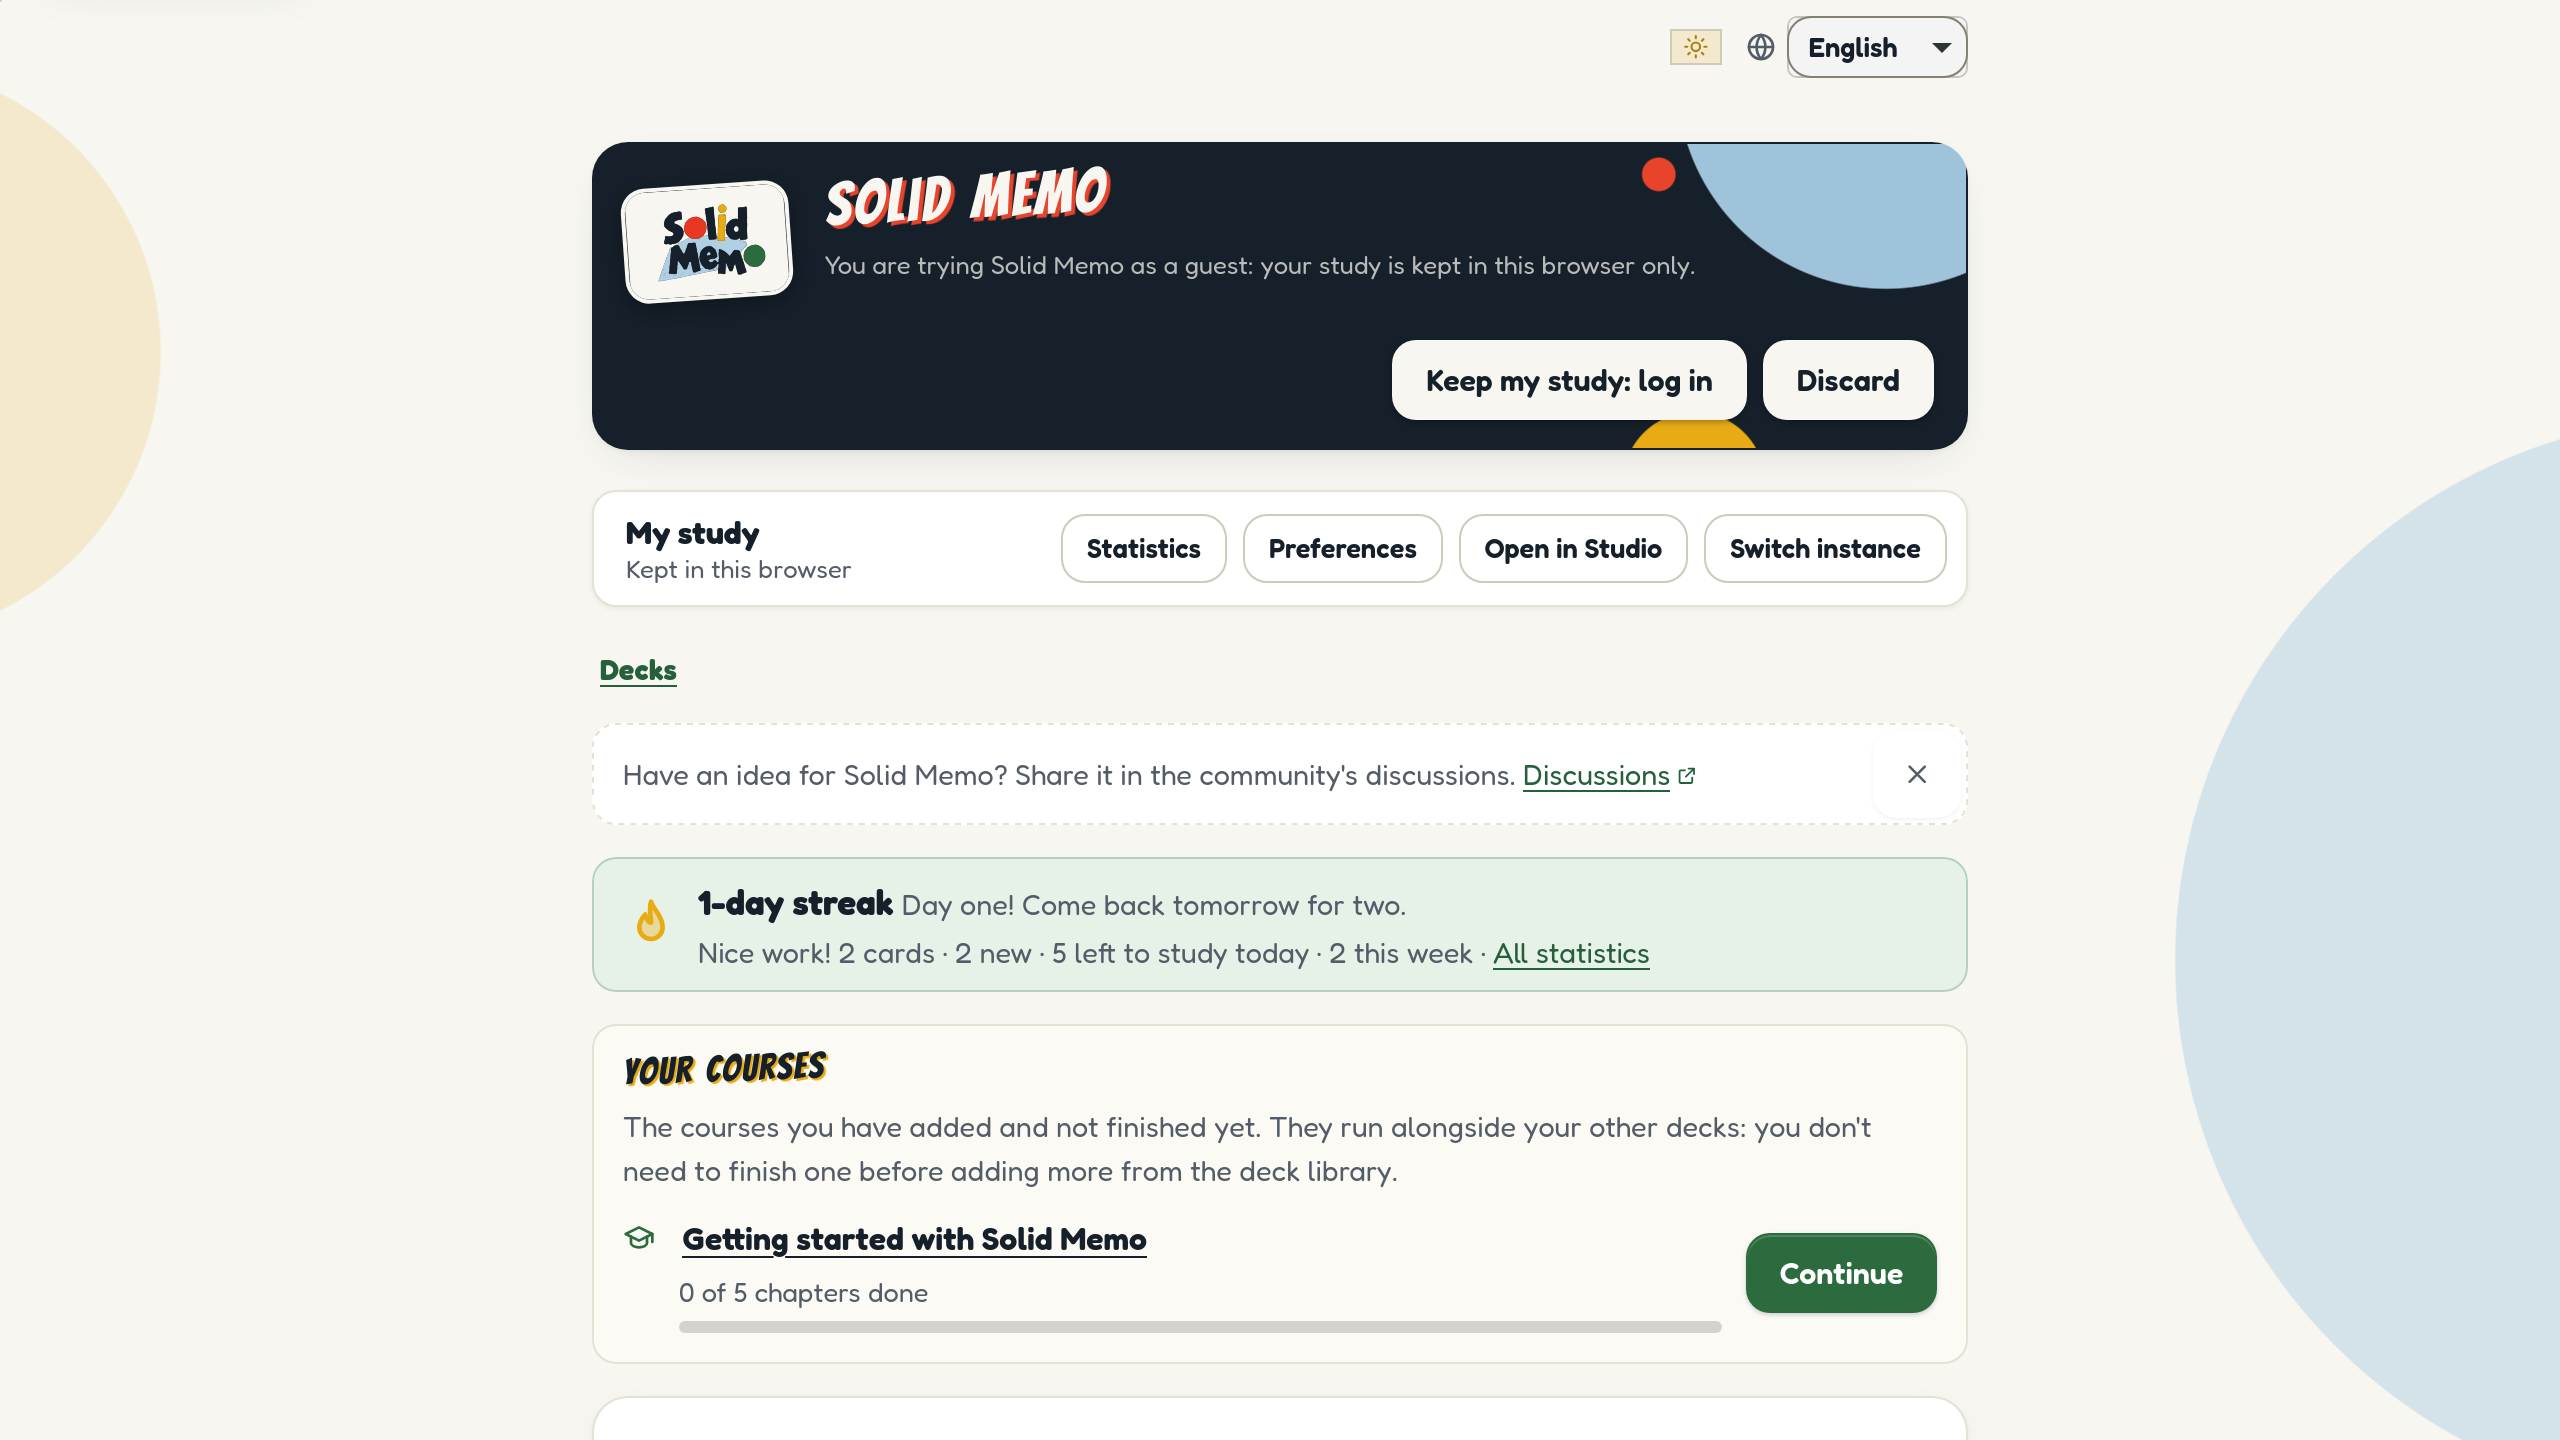 English
Solid
Memo
SOLID MEMO
You are trying Solid Memo as a guest: your study is kept in this browser only.
Keep my study: log in
Discard
My study
Kept in this browser
Statistics
Preferences
Open in Studio
Switch instance
Decks
Have an idea for Solid Memo? Share it in the community's discussions. Discussions
1-day streak Day one! Come back tomorrow for two.
Nice work! 2 cards · 2 new · 5 left to study today · 2 this week · All statistics
YOUR COURSES
The courses you have added and not finished yet. They run alongside your other decks: you don't
need to finish one before adding more from the deck library.
Getting started with Solid Memo
0 of 5 chapters done
Continue